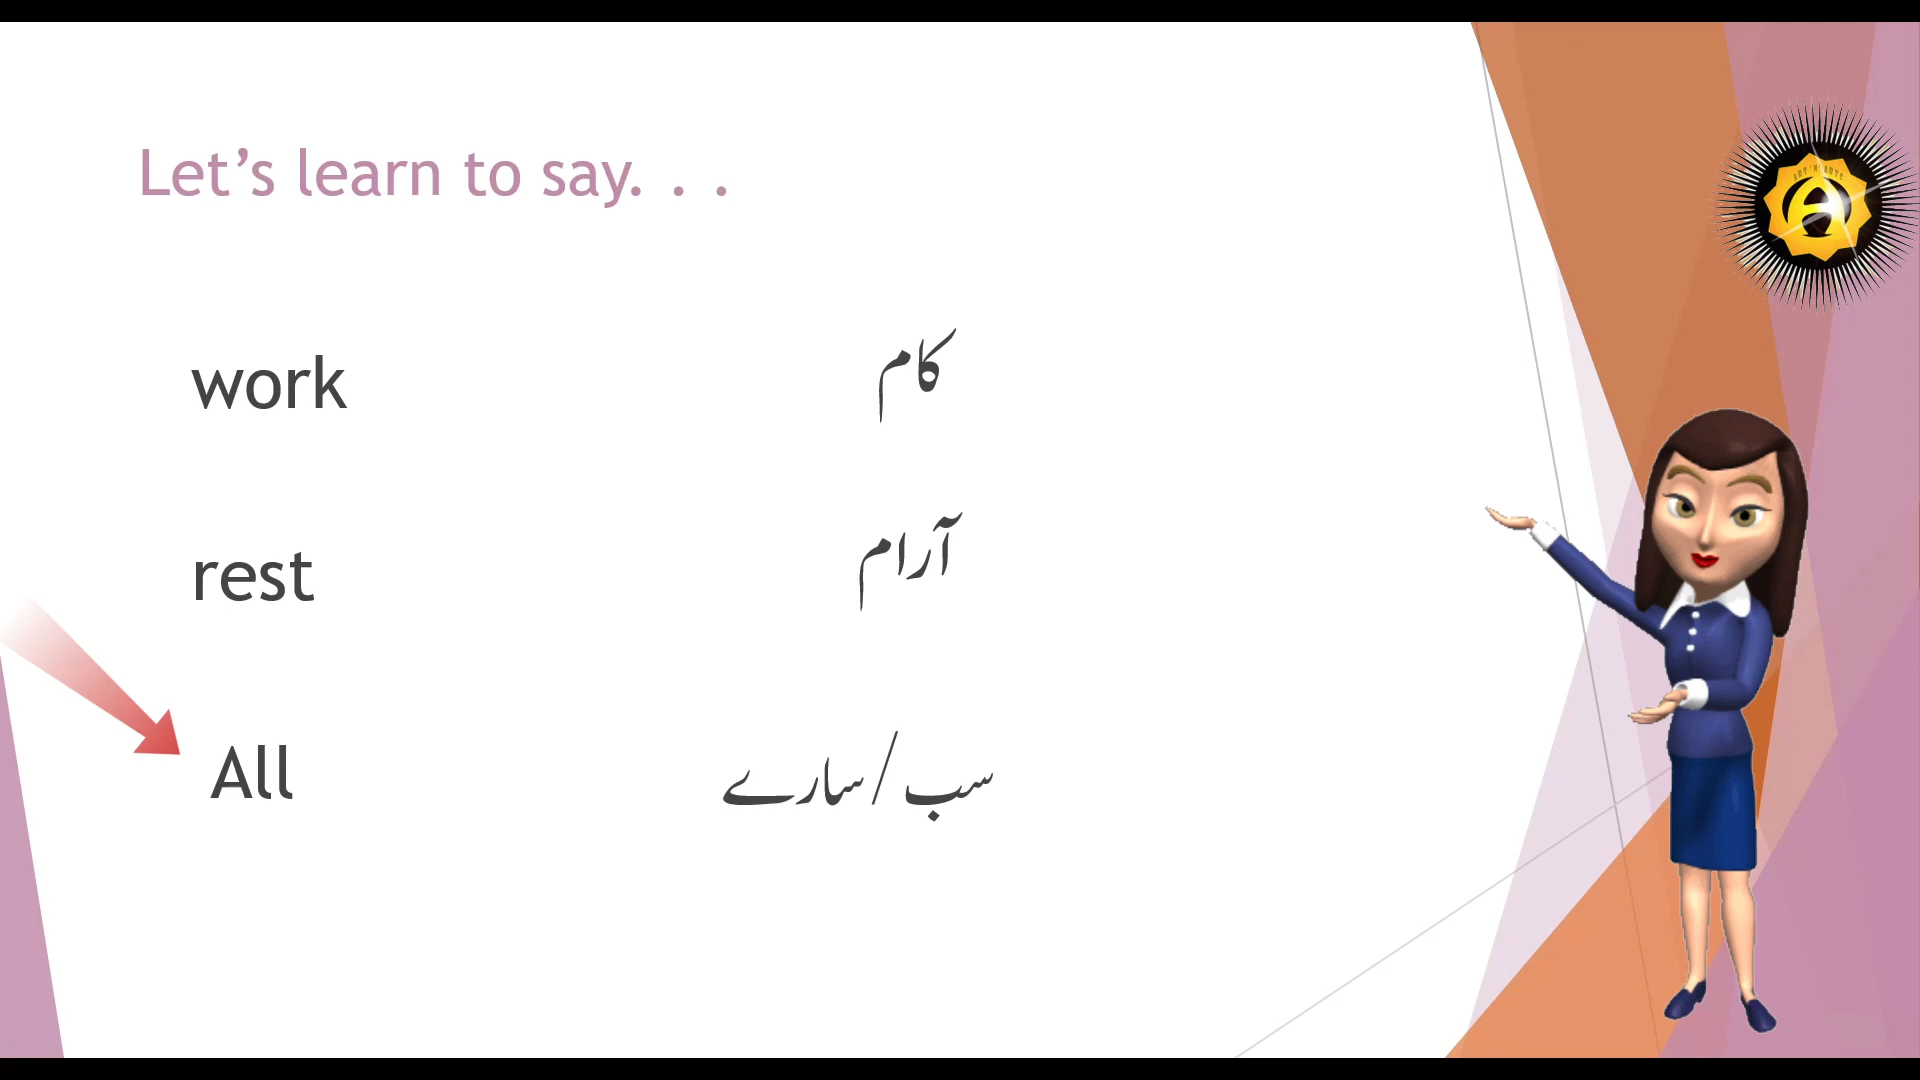 Let’s learn to say. . .
work کام
rest آرام
All سب/سارے